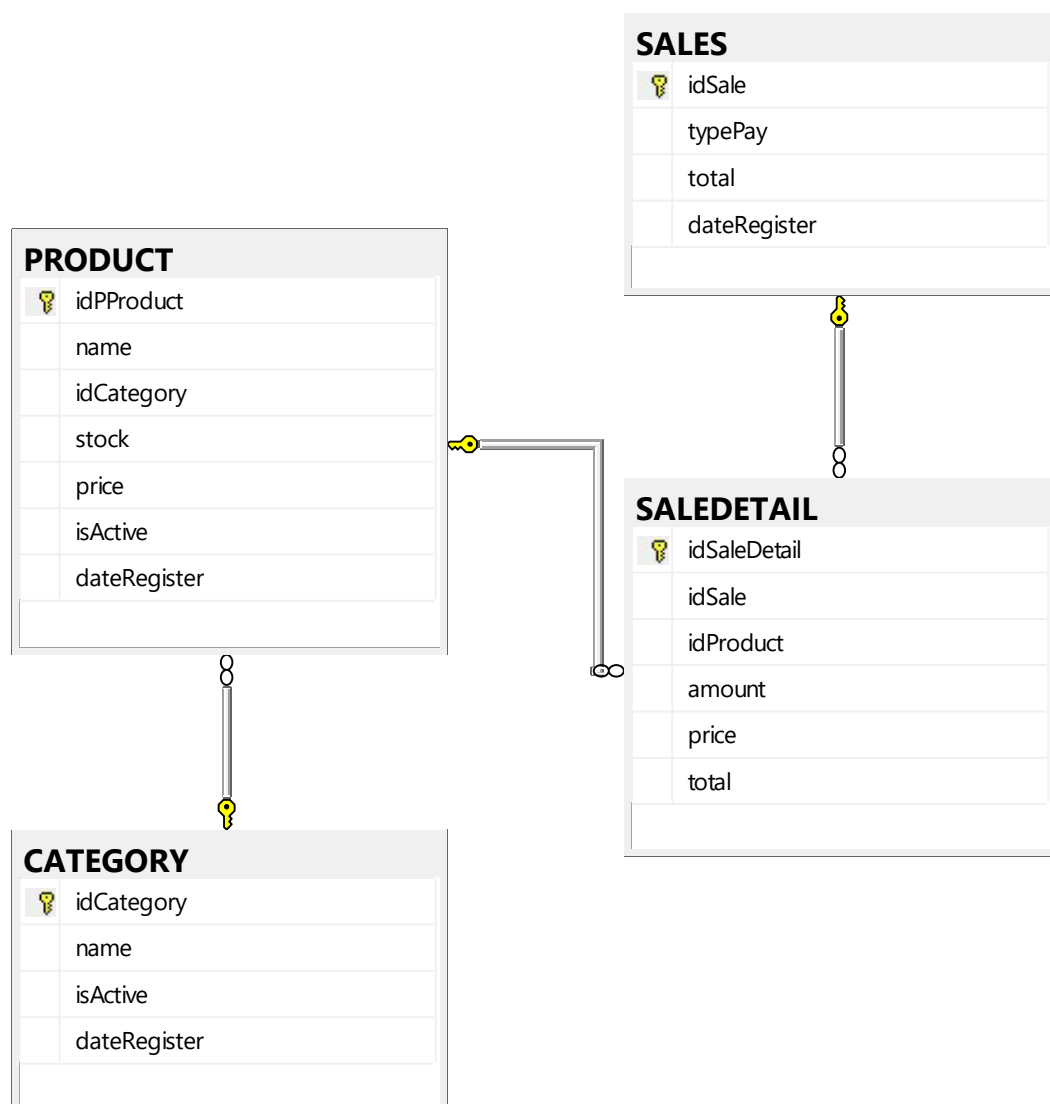 SALES
idSale
typePay
total
dateRegister
PRODUCT
idPProduct
name
idCategory
stock
price
isActive
dateRegister
SALEDETAIL
idSaleDetail
idSale
idProduct
amount
price
total
CATEGORY
idCategory
name
isActive
dateRegister